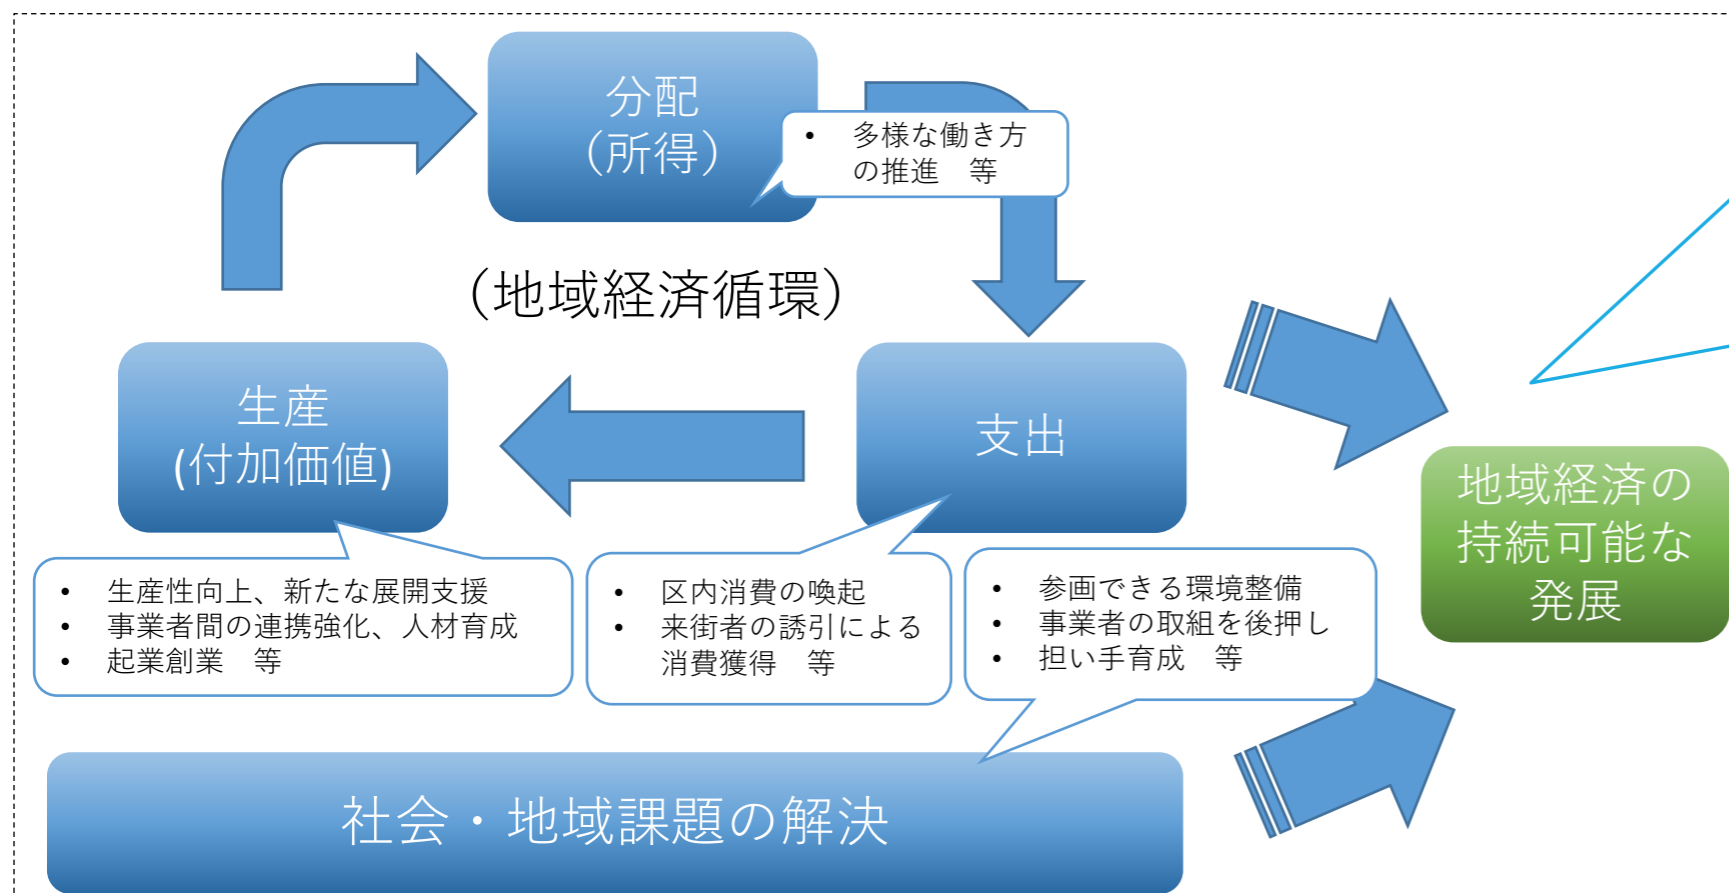 分配
（所得）
• 多様な働き方
の推進　等
（地域経済循環）
生産
(付加価値)
支出
地域経済の
持続可能な
発展
• 生産性向上、新たな展開支援
• 事業者間の連携強化、人材育成
• 起業創業　等
• 区内消費の喚起
• 来街者の誘引による
消費獲得　等
• 参画できる環境整備
• 事業者の取組を後押し
• 担い手育成　等
社会・地域課題の解決